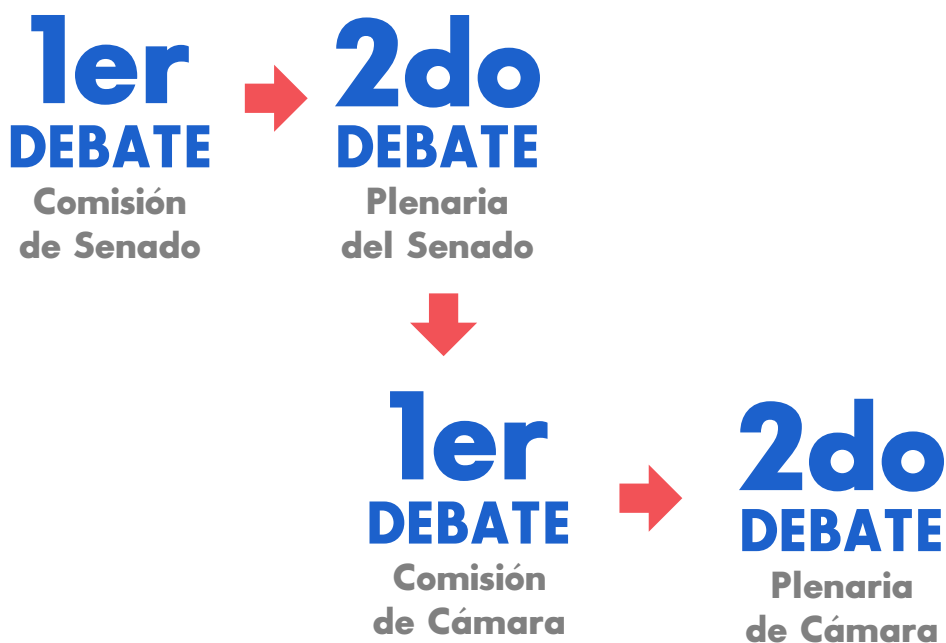 1er
DEBATE
Comisión
de Senado
2do
DEBATE
Plenaria
del Senado
1er
DEBATE
Comisión
de Cámara
2do
DEBATE
Plenaria
de Cámara